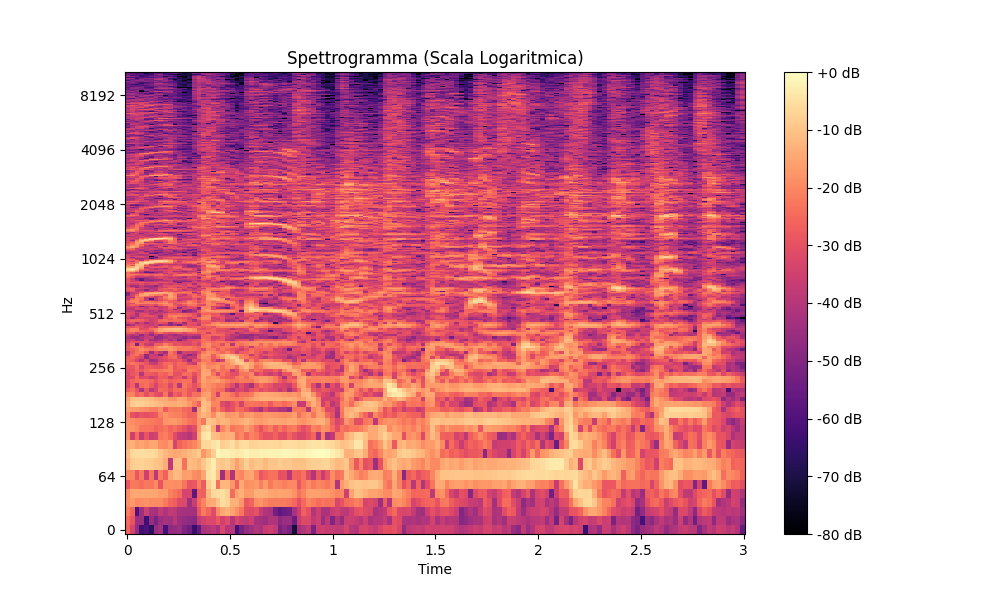 Spettrogramma (Scala Logaritmica)
8192
4096
2048
1024
512
256
128
64
0
Hz
0
0.5
1
1.5
2
2.5
3
Time
+0 dB
-10 dB
-20 dB
-30 dB
-40 dB
-50 dB
-60 dB
-70 dB
-80 dB